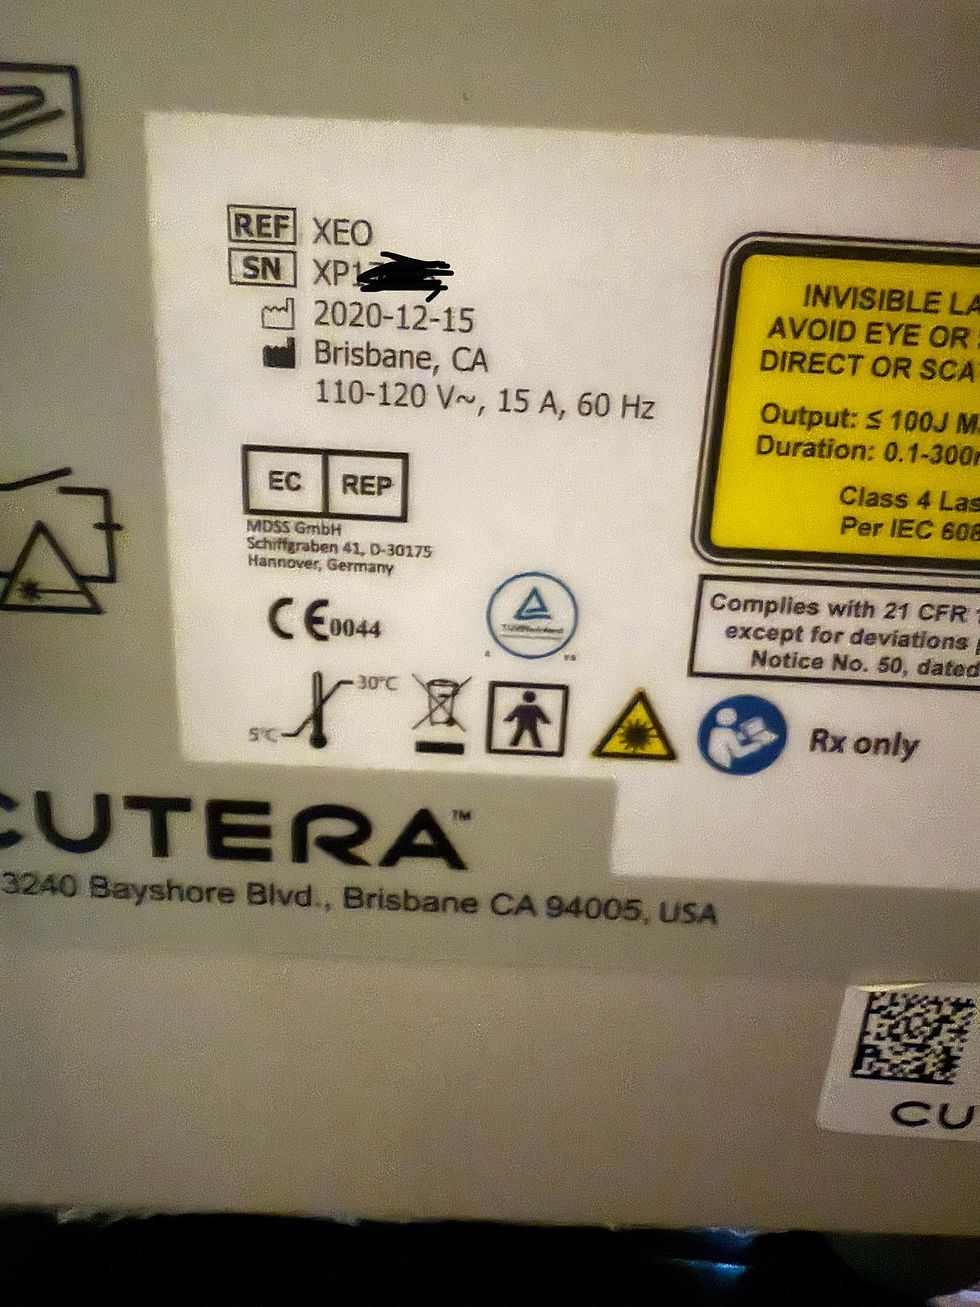 REF XEO
SN XP1
2020-12-15
Brisbane, CA
110-120 V~, 15 A, 60 Hz
EC REP
MDSS GmbH
Schiffgraben 41, D-30175
Hannover, Germany
CE 0044
30°C
5°C
INVISIBLE LA
AVOID EYE OR
DIRECT OR SCA
Output: ≤ 100J M
Duration: 0.1-300
Class 4 Las
Per IEC 608
Complies with 21 CFR
except for deviations
Notice No. 50, dated
Rx only
CUTERA™
3240 Bayshore Blvd., Brisbane CA 94005, USA
CU